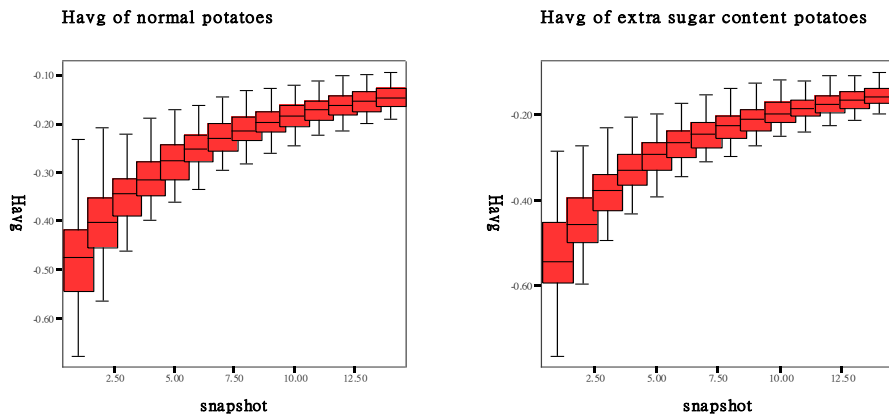 Havg of normal potatoes
-0.10
-0.20
-0.30
-0.40
-0.50
-0.60
Havg
2.50 5.00 7.50 10.00 12.50
snapshot
Havg of extra sugar content potatoes
-0.20
-0.40
-0.60
Havg
2.50 5.00 7.50 10.00 12.50
snapshot